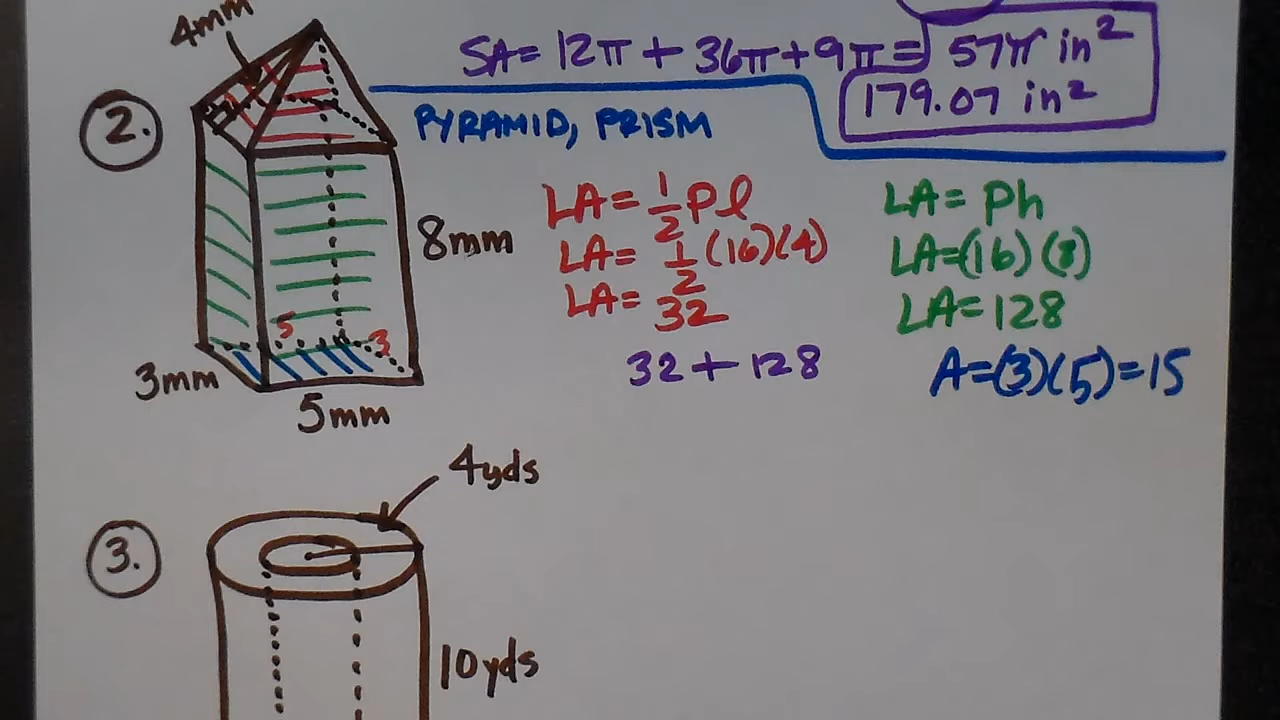 4mm
SA = 12π + 36π + 9π = 57π in²
179.07 in²
2.
PYRAMID, PRISM
LA = 1/2 Pl
LA = 1/2 (16)(4)
LA = 32
32 + 128
LA = Ph
LA = (16)(8)
LA = 128
A = (3)(5) = 15
8mm
5
3
3mm
5mm
3.
4yds
10yds